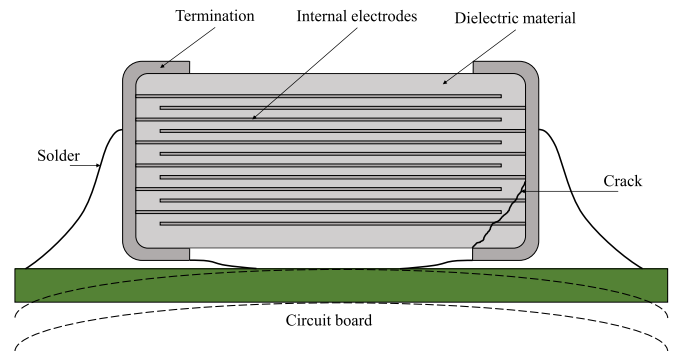 Termination
Internal electrodes
Dielectric material
Solder
Crack
Circuit board